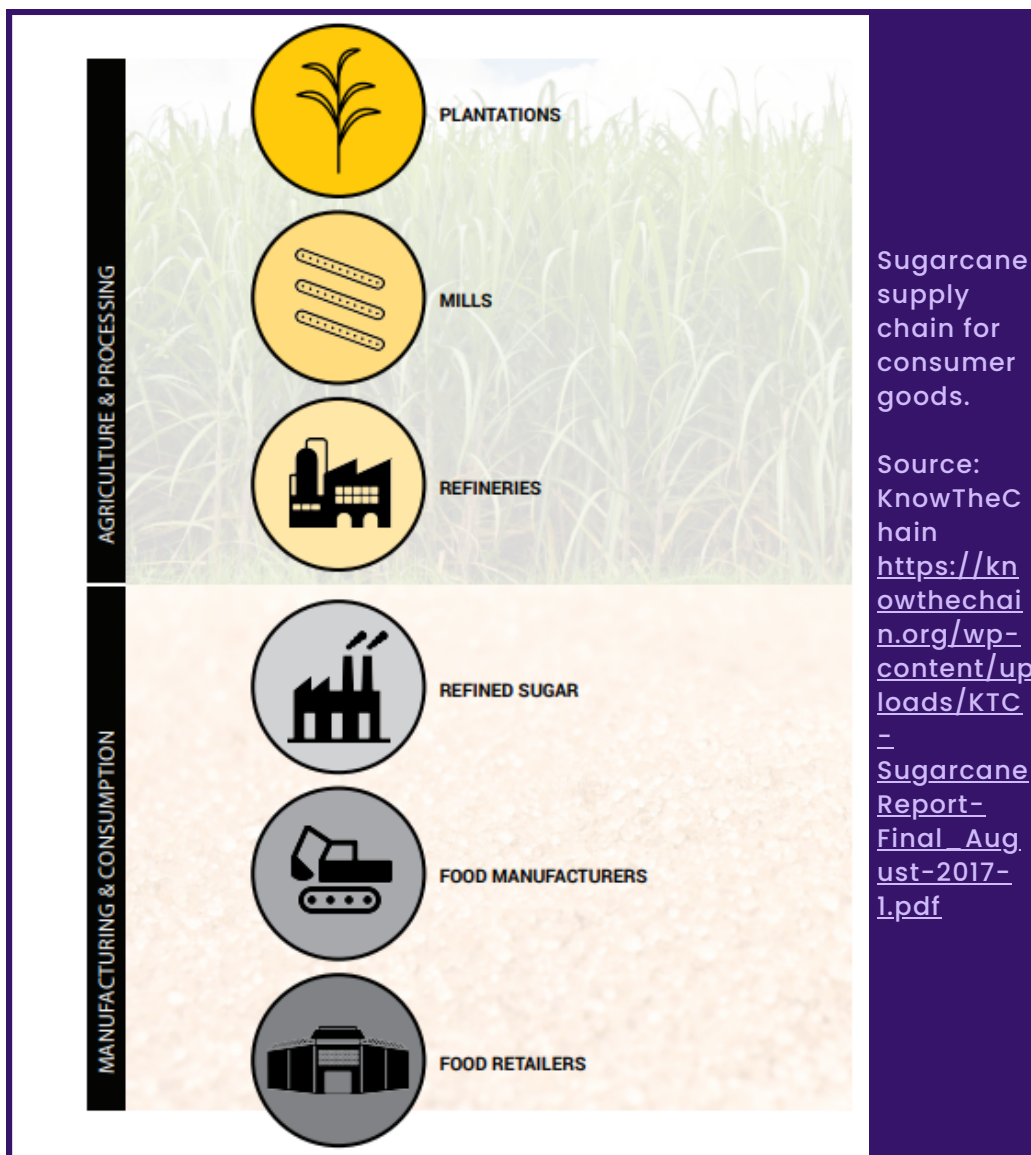 AGRICULTURE & PROCESSING
PLANTATIONS
MILLS
REFINERIES
MANUFACTURING & CONSUMPTION
REFINED SUGAR
FOOD MANUFACTURERS
FOOD RETAILERS
Sugarcane
supply
chain for
consumer
goods.
Source:
KnowTheC
hain
https://kn
owthechai
n.org/wp-
content/up
loads/KTC
-
Sugarcane
Report-
Final_Aug
ust-2017-
1.pdf